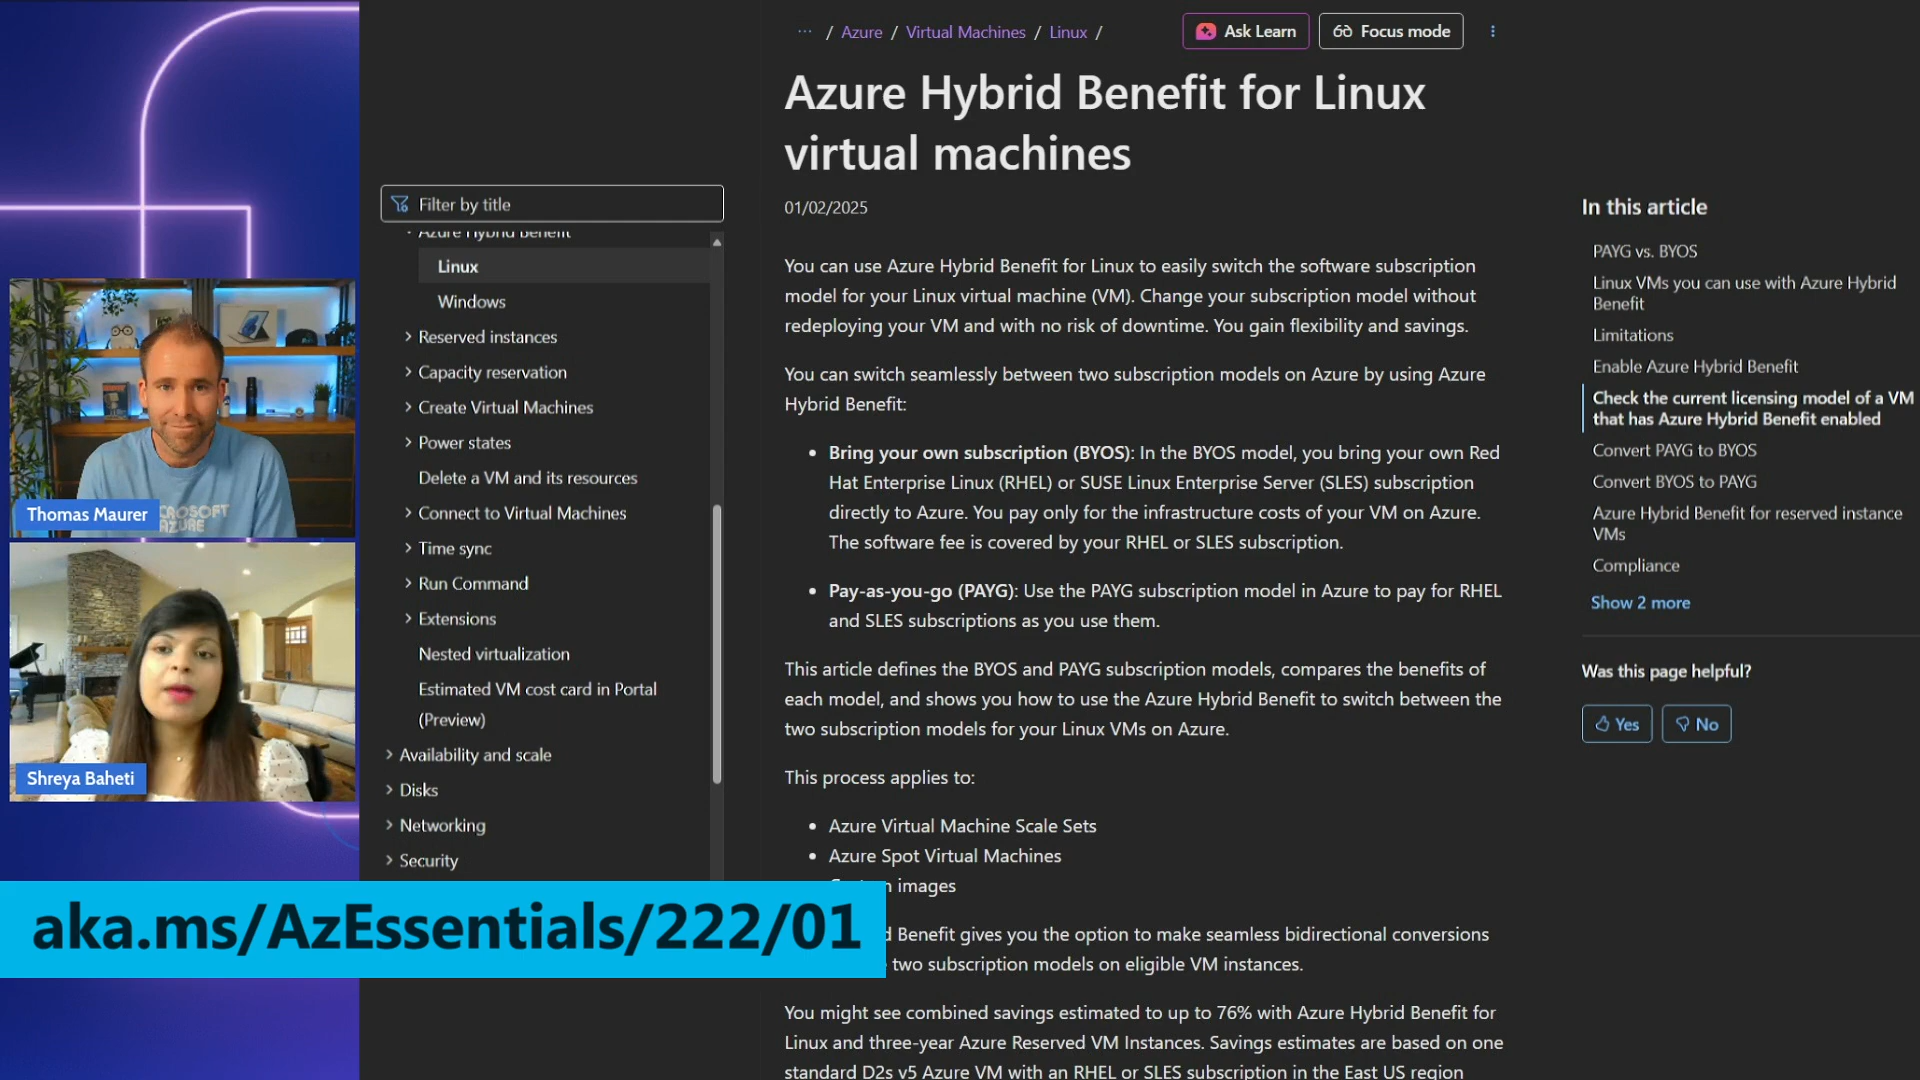 ··· / Azure / Virtual Machines / Linux /
Ask Learn
Focus mode
Azure Hybrid Benefit for Linux
virtual machines
01/02/2025
You can use Azure Hybrid Benefit for Linux to easily switch the software subscription
model for your Linux virtual machine (VM). Change your subscription model without
redeploying your VM and with no risk of downtime. You gain flexibility and savings.
You can switch seamlessly between two subscription models on Azure by using Azure
Hybrid Benefit:
• Bring your own subscription (BYOS): In the BYOS model, you bring your own Red
Hat Enterprise Linux (RHEL) or SUSE Linux Enterprise Server (SLES) subscription
directly to Azure. You pay only for the infrastructure costs of your VM on Azure.
The software fee is covered by your RHEL or SLES subscription.
• Pay-as-you-go (PAYG): Use the PAYG subscription model in Azure to pay for RHEL
and SLES subscriptions as you use them.
This article defines the BYOS and PAYG subscription models, compares the benefits of
each model, and shows you how to use the Azure Hybrid Benefit to switch between the
two subscription models for your Linux VMs on Azure.
This process applies to:
• Azure Virtual Machine Scale Sets
• Azure Spot Virtual Machines
images
Benefit gives you the option to make seamless bidirectional conversions
two subscription models on eligible VM instances.
You might see combined savings estimated to up to 76% with Azure Hybrid Benefit for
Linux and three-year Azure Reserved VM Instances. Savings estimates are based on one
standard D2s v5 Azure VM with an RHEL or SLES subscription in the East US region
Filter by title
Azure Hybrid Benefit
Linux
Windows
Reserved instances
Capacity reservation
Create Virtual Machines
Power states
Delete a VM and its resources
Connect to Virtual Machines
Time sync
Run Command
Extensions
Nested virtualization
Estimated VM cost card in Portal
(Preview)
Availability and scale
Disks
Networking
Security
In this article
PAYG vs. BYOS
Linux VMs you can use with Azure Hybrid
Benefit
Limitations
Enable Azure Hybrid Benefit
Check the current licensing model of a VM
that has Azure Hybrid Benefit enabled
Convert PAYG to BYOS
Convert BYOS to PAYG
Azure Hybrid Benefit for reserved instance
VMs
Compliance
Show 2 more
Was this page helpful?
Yes
No
Thomas Maurer
AZURE
Shreya Baheti
aka.ms/AzEssentials/222/01